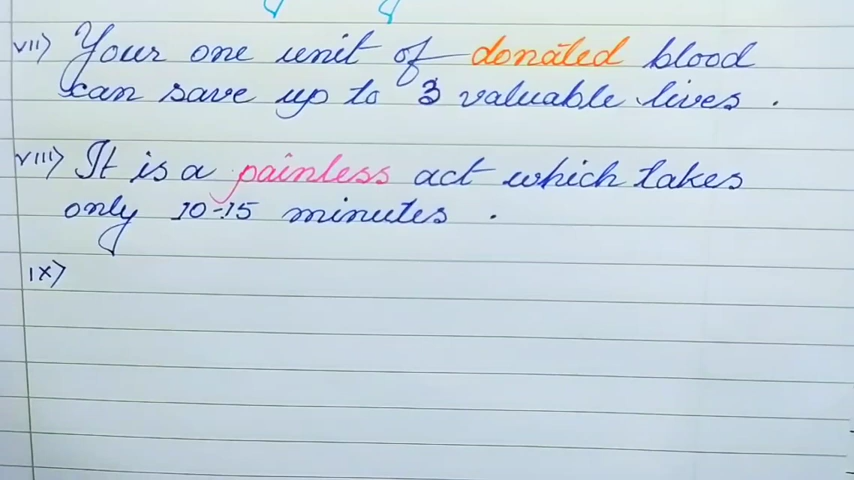 vii) Your one unit of donated blood
can save up to 3 valuable lives .
viii) It is a painless act which takes
only 10-15 minutes .
ix)